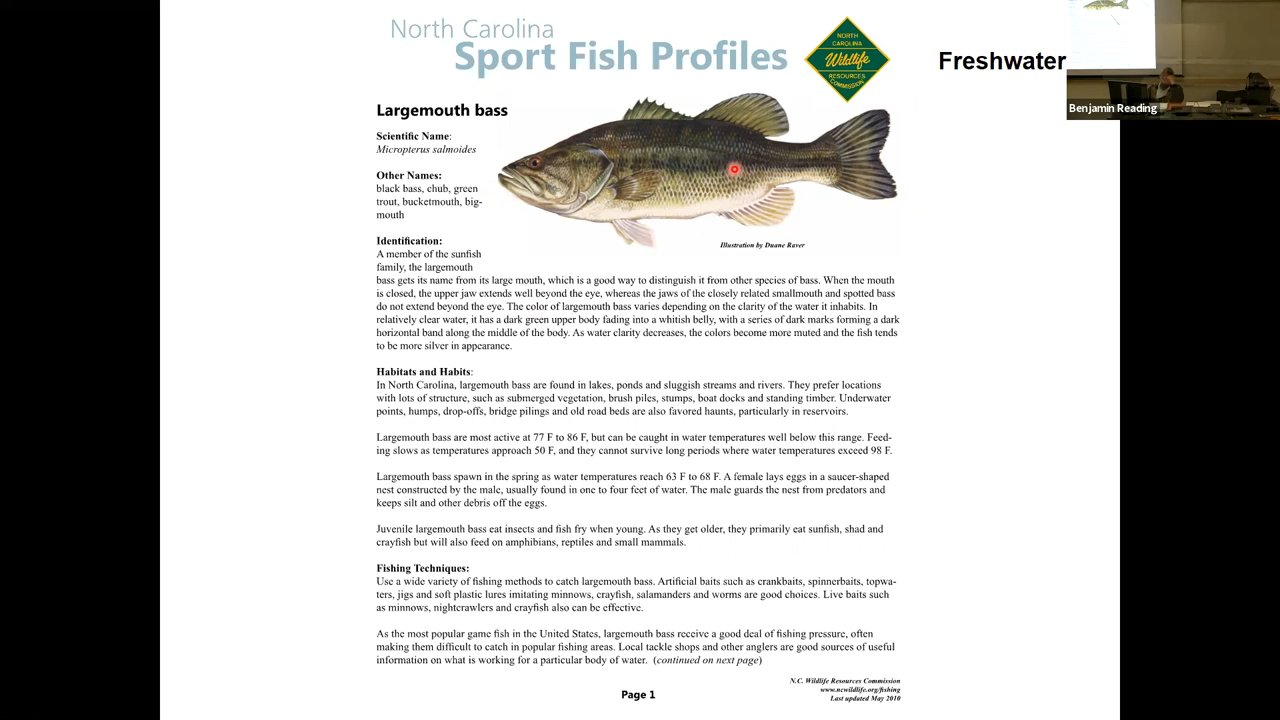 North Carolina
Sport Fish Profiles
NORTH
CAROLINA
Wildlife
RESOURCES
COMMISSION
Freshwater
Benjamin Reading
Largemouth bass
Scientific Name:
Micropterus salmoides
Other Names:
black bass, chub, green
trout, bucketmouth, big-
mouth
Illustration by Duane Raver
Identification:
A member of the sunfish
family, the largemouth
bass gets its name from its large mouth, which is a good way to distinguish it from other species of bass. When the mouth
is closed, the upper jaw extends well beyond the eye, whereas the jaws of the closely related smallmouth and spotted bass
do not extend beyond the eye. The color of largemouth bass varies depending on the clarity of the water it inhabits. In
relatively clear water, it has a dark green upper body fading into a whitish belly, with a series of dark marks forming a dark
horizontal band along the middle of the body. As water clarity decreases, the colors become more muted and the fish tends
to be more silver in appearance.
Habitats and Habits:
In North Carolina, largemouth bass are found in lakes, ponds and sluggish streams and rivers. They prefer locations
with lots of structure, such as submerged vegetation, brush piles, stumps, boat docks and standing timber. Underwater
points, humps, drop-offs, bridge pilings and old road beds are also favored haunts, particularly in reservoirs.
Largemouth bass are most active at 77 F to 86 F, but can be caught in water temperatures well below this range. Feed-
ing slows as temperatures approach 50 F, and they cannot survive long periods where water temperatures exceed 98 F.
Largemouth bass spawn in the spring as water temperatures reach 63 F to 68 F. A female lays eggs in a saucer-shaped
nest constructed by the male, usually found in one to four feet of water. The male guards the nest from predators and
keeps silt and other debris off the eggs.
Juvenile largemouth bass eat insects and fish fry when young. As they get older, they primarily eat sunfish, shad and
crayfish but will also feed on amphibians, reptiles and small mammals.
Fishing Techniques:
Use a wide variety of fishing methods to catch largemouth bass. Artificial baits such as crankbaits, spinnerbaits, topwa-
ters, jigs and soft plastic lures imitating minnows, crayfish, salamanders and worms are good choices. Live baits such
as minnows, nightcrawlers and crayfish also can be effective.
As the most popular game fish in the United States, largemouth bass receive a good deal of fishing pressure, often
making them difficult to catch in popular fishing areas. Local tackle shops and other anglers are good sources of useful
information on what is working for a particular body of water. (continued on next page)
Page 1
N.C. Wildlife Resources Commission
www.ncwildlife.org/fishing
Last updated May 2010